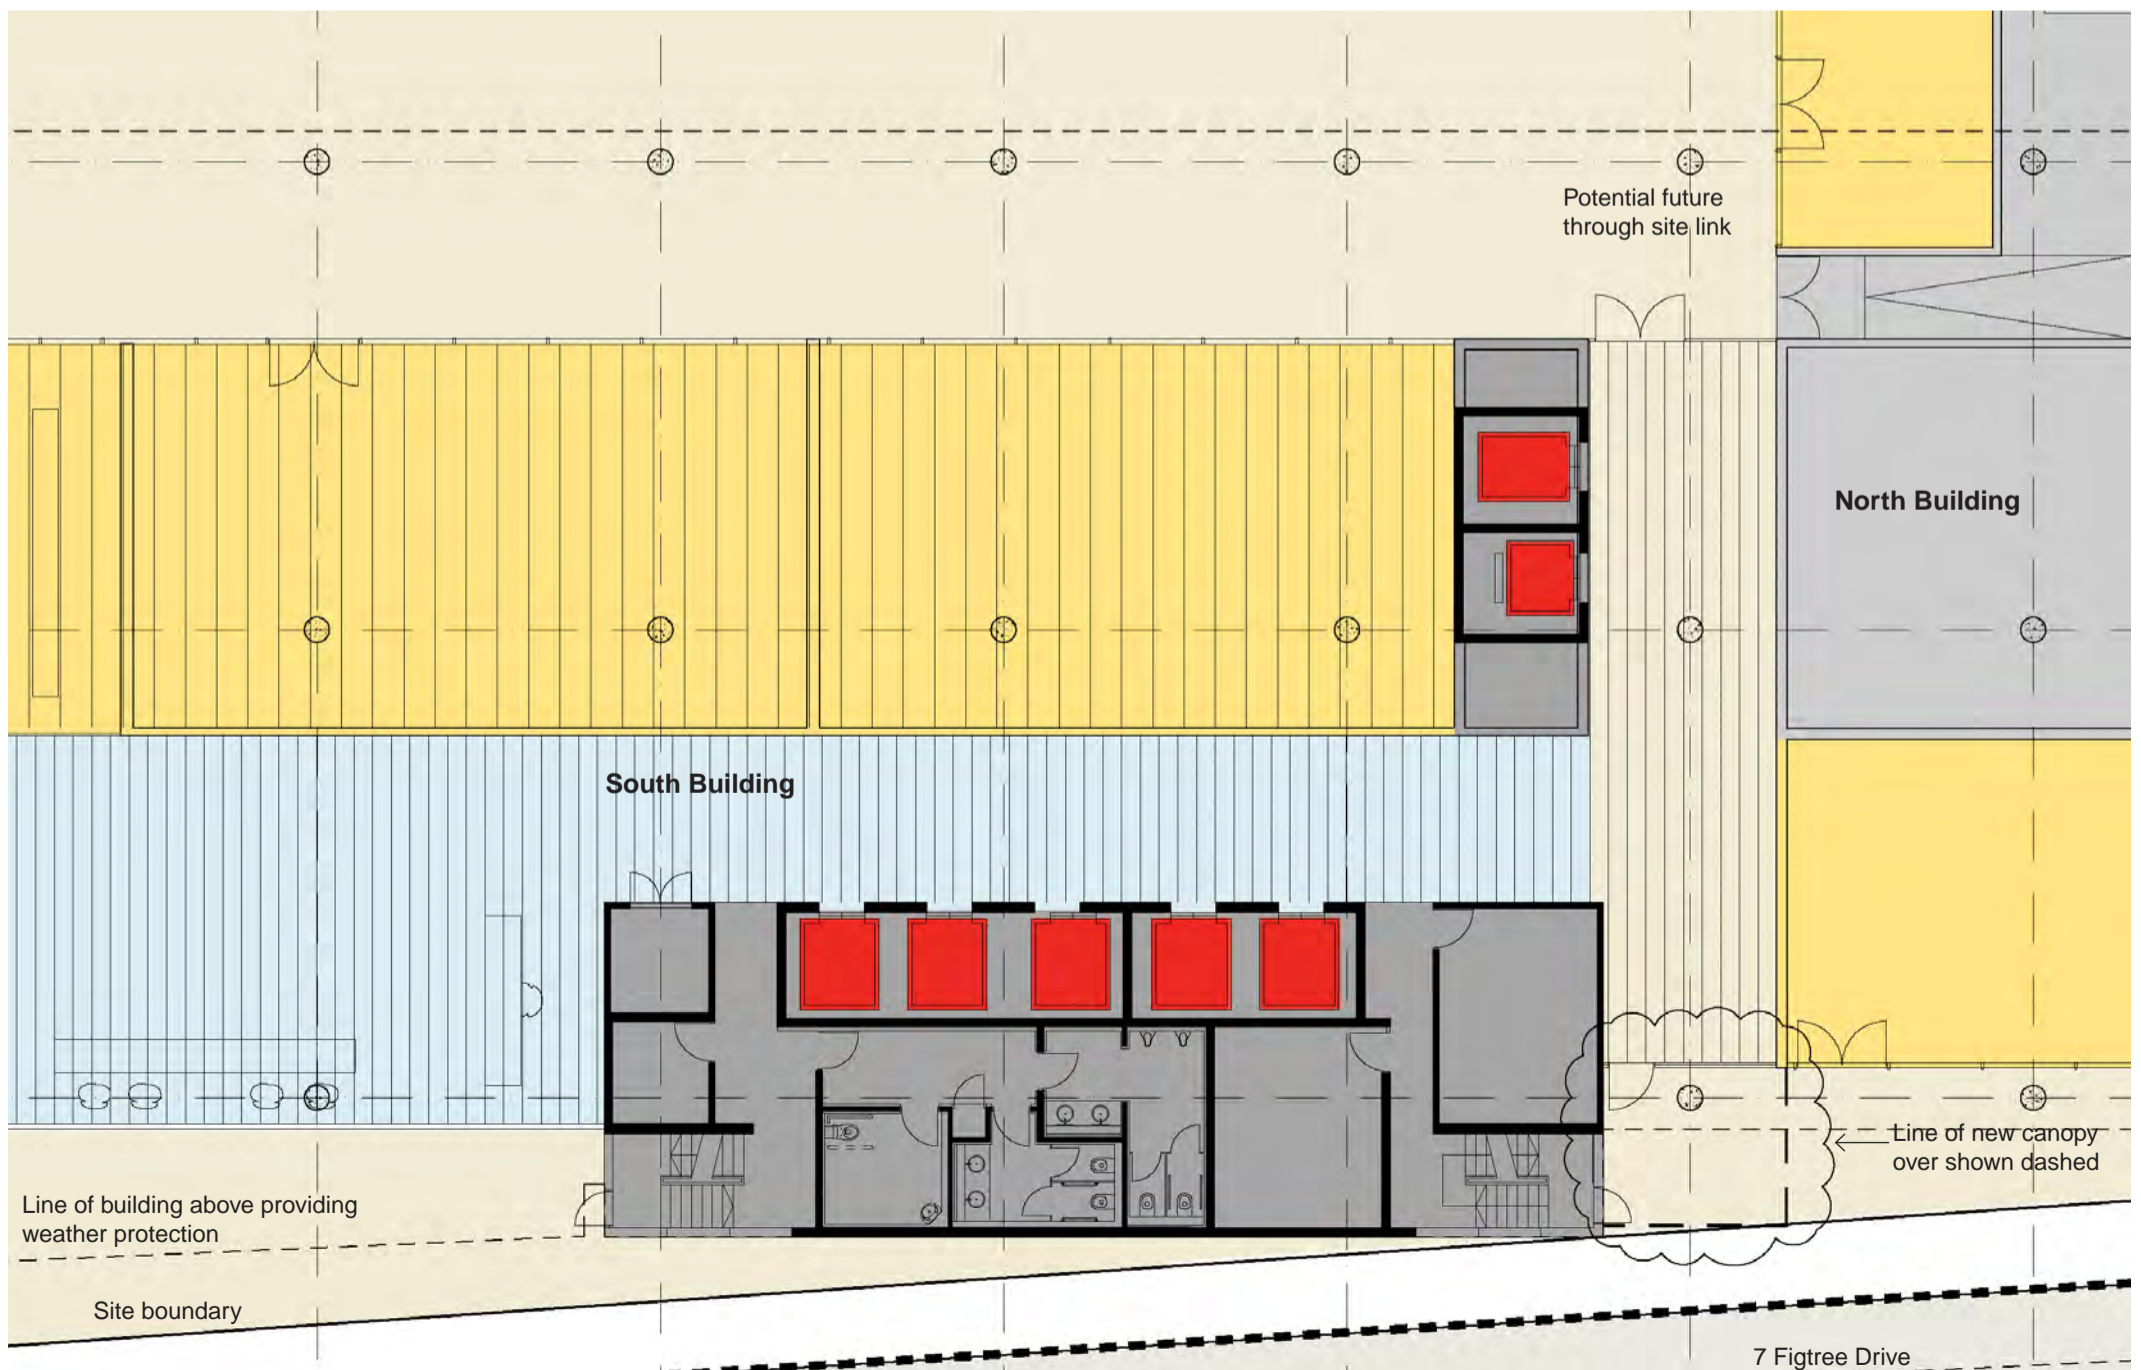 Potential future
through site link
North Building
South Building
Line of new canopy
over shown dashed
Line of building above providing
weather protection
Site boundary
7 Figtree Drive